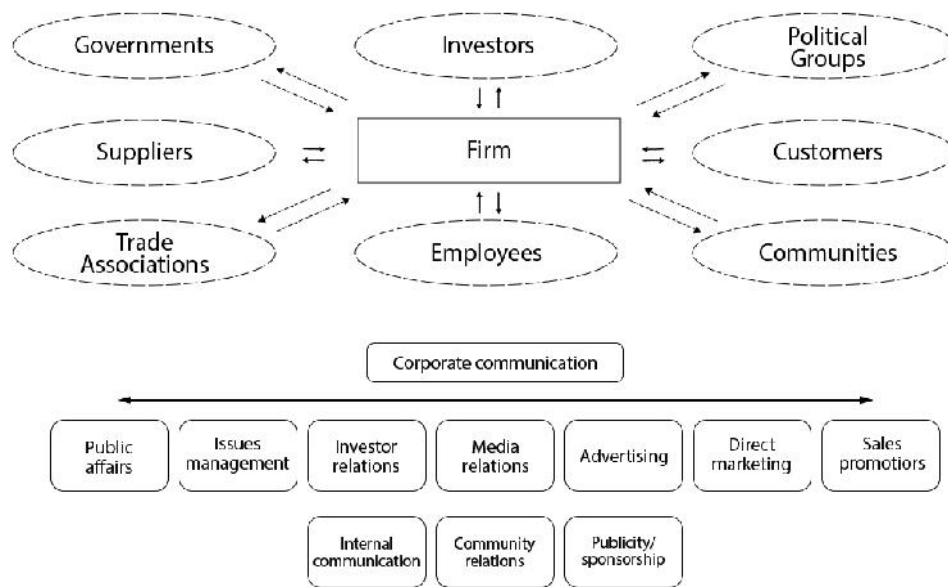 Governments
Investors
Political
Groups
Suppliers
Firm
Customers
Trade
Associations
Employees
Communities
Corporate communication
Public
affairs
Issues
management
Investor
relations
Media
relations
Advertising
Direct
marketing
Sales
promotiors
Internal
communication
Community
relations
Publicity/
sponsorship